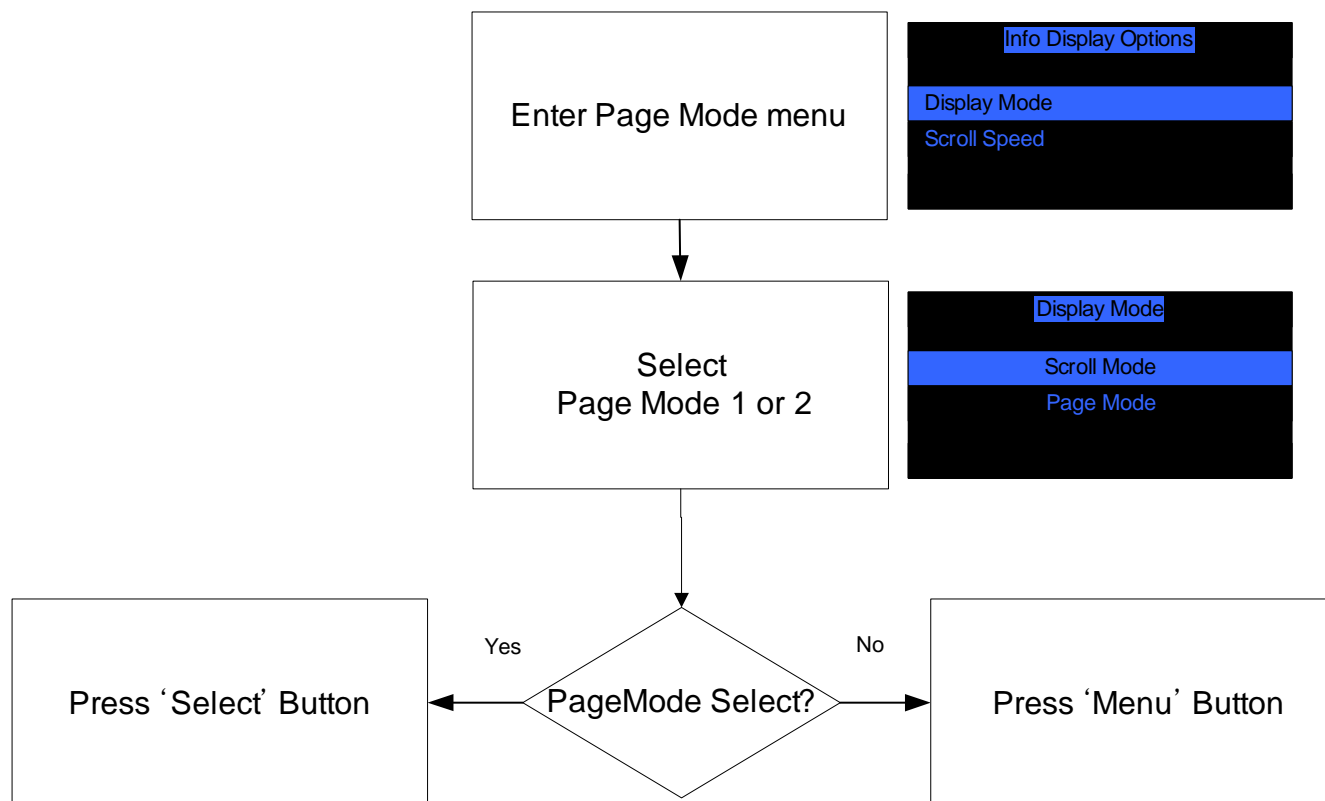 Enter Page Mode menu
Info Display Options
Display Mode
Scroll Speed
Select
Page Mode 1 or 2
Display Mode
Scroll Mode
Page Mode
Yes
No
Press ‘Select’ Button
PageMode Select?
Press ‘Menu’ Button